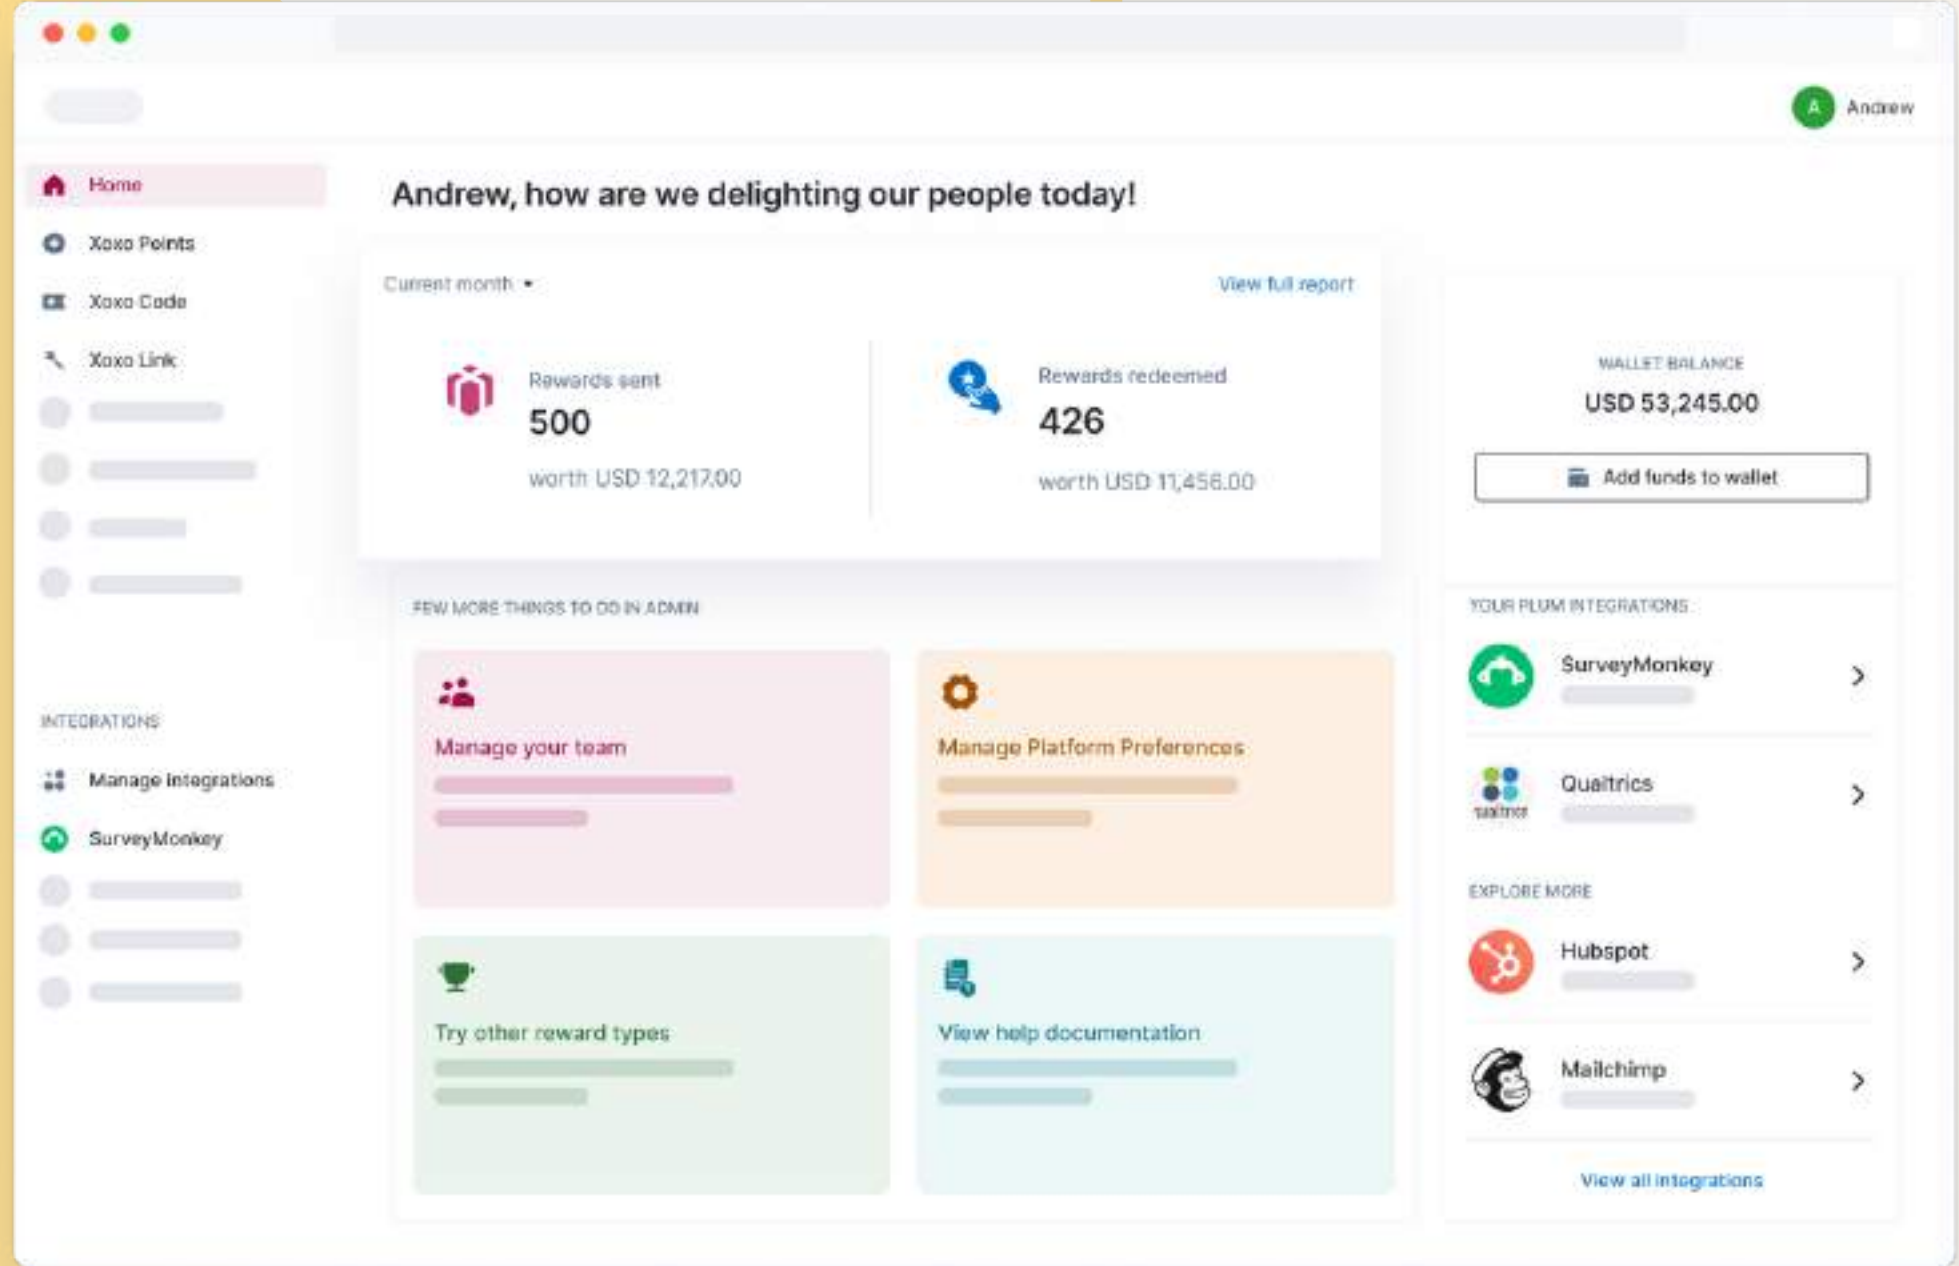 A Andrew
Home
Xoxo Points
Xoxo Code
Xoxo Link
INTEGRATIONS
Manage Integrations
SurveyMonkey
Andrew, how are we delighting our people today!
Current month
View full report
Rewards sent
500
worth USD 12,217.00
Rewards redeemed
426
worth USD 11,456.00
FEW MORE THINGS TO DO IN ADMIN
Manage your team
Manage Platform Preferences
Try other reward types
View help documentation
WALLET BALANCE
USD 53,245.00
Add funds to wallet
YOUR PLUM INTEGRATIONS
SurveyMonkey
Qualtrics
qualtrics
EXPLORE MORE
Hubspot
Mailchimp
View all integrations